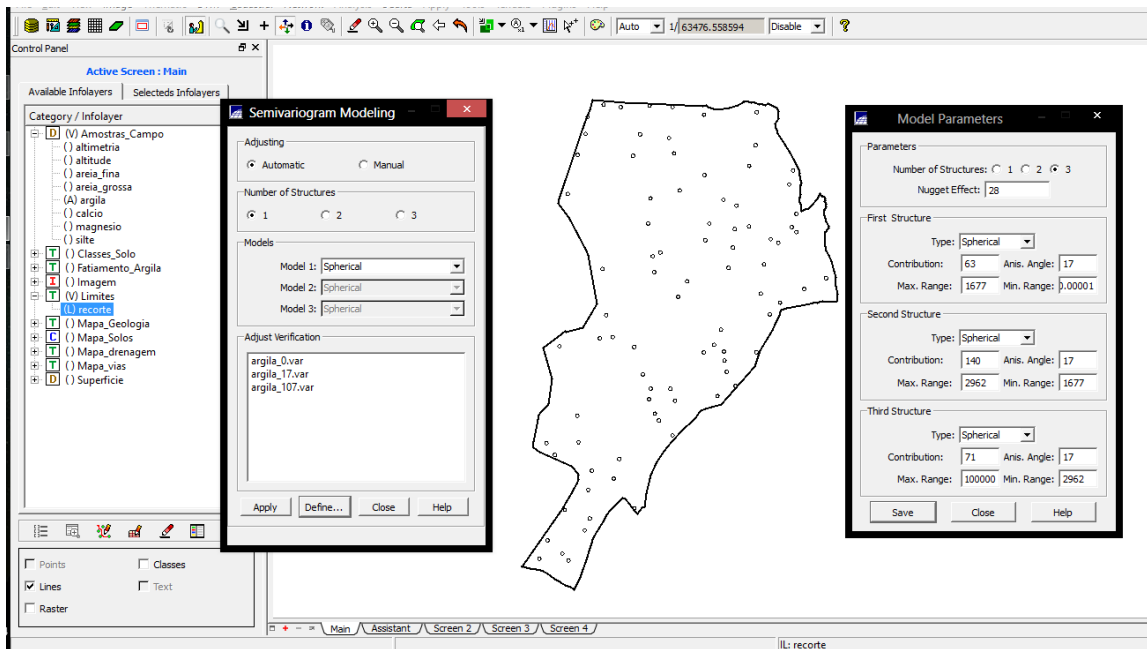 Auto 1/ 63476.558594 Disable
Control Panel
Active Screen : Main
Available Infolayers Selecteds Infolayers
Category / Infolayer
D (V) Amostras_Campo
() altimetria
() altitude
() areia_fina
() areia_grossa
(A) argila
() calcio
() magnesio
() silte
T () Classes_Solo
T () Fatiamento_Argila
I () Imagem
T (V) Limites
(L) recorte
T () Mapa_Geologia
C () Mapa_Solos
T () Mapa_drenagem
T () Mapa_vias
D () Superficie
Points Classes
Lines Text
Raster
Semivariogram Modeling
Adjusting
Automatic Manual
Number of Structures
1 2 3
Models
Model 1: Spherical
Model 2: Spherical
Model 3: Spherical
Adjust Verification
argila_0.var
argila_17.var
argila_107.var
Apply Define... Close Help
Model Parameters
Parameters
Number of Structures: 1 2 3
Nugget Effect: 28
First Structure
Type: Spherical
Contribution: 63 Anis. Angle: 17
Max. Range: 1677 Min. Range: 0.00001
Second Structure
Type: Spherical
Contribution: 140 Anis. Angle: 17
Max. Range: 2962 Min. Range: 1677
Third Structure
Type: Spherical
Contribution: 71 Anis. Angle: 17
Max. Range: 100000 Min. Range: 2962
Save Close Help
Main Assistant Screen 2 Screen 3 Screen 4
IL: recorte